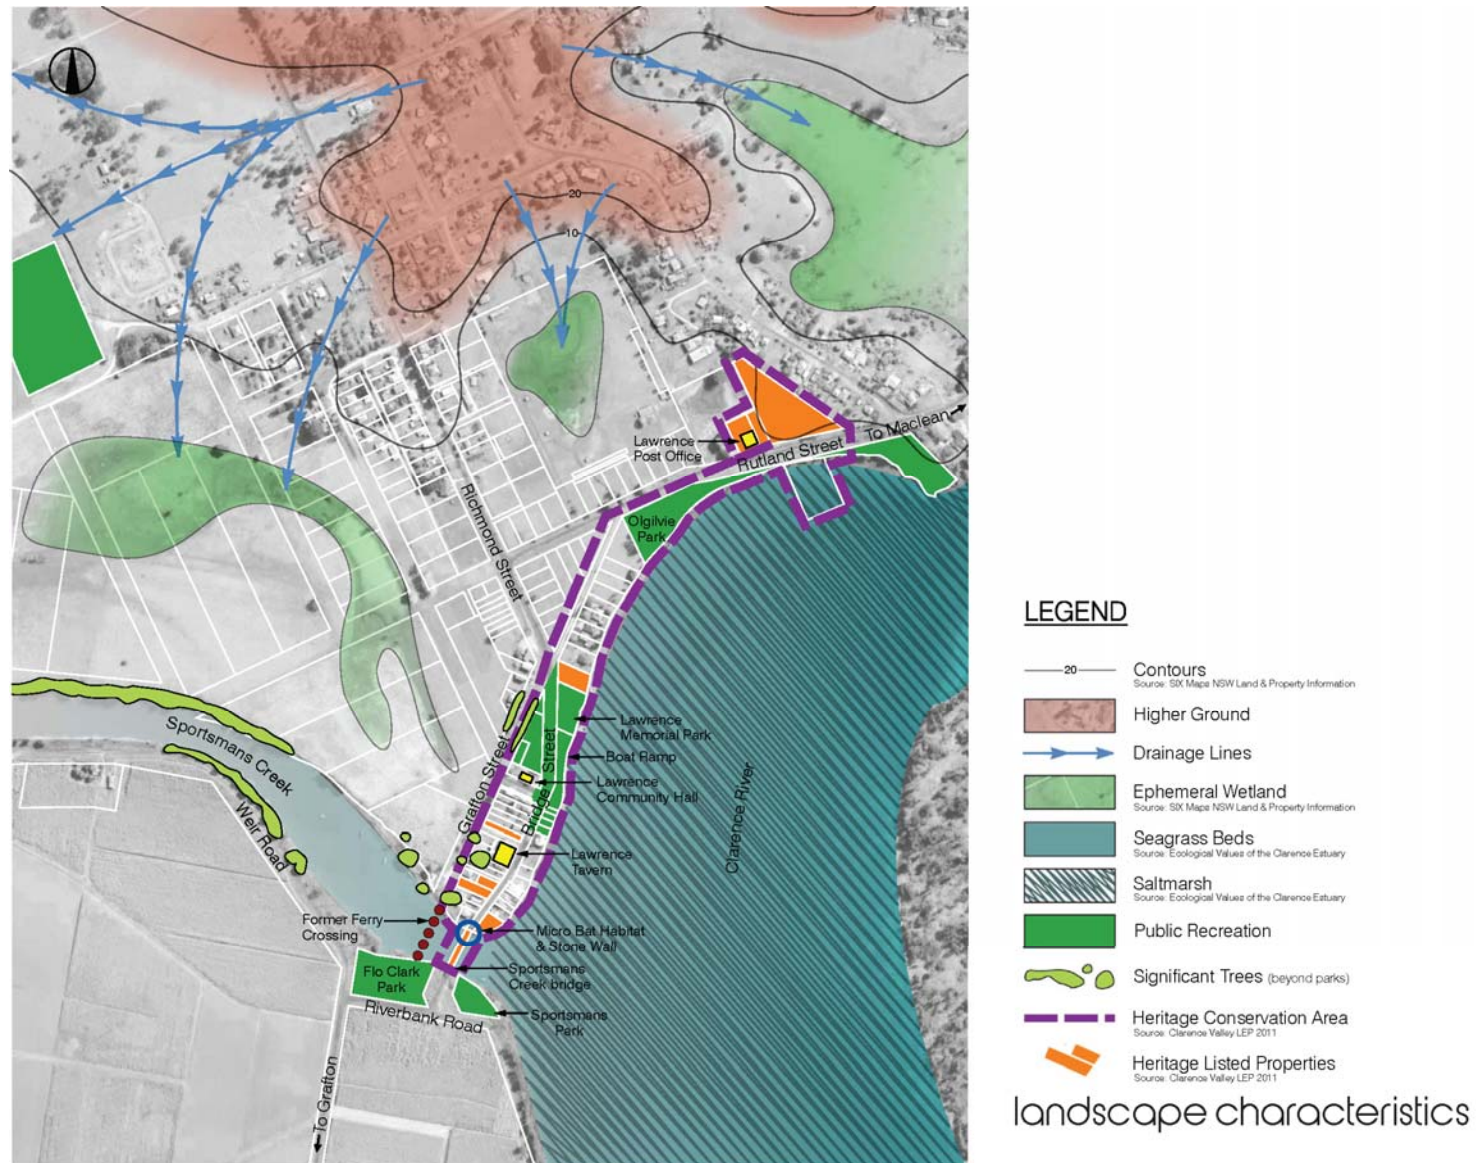 20
10
Lawrence
Post Office
Rutland Street
To Maclean
Olgilvie
Park
Richmond Street
Lawrence
Memorial Park
Boat Ramp
Lawrence
Community Hall
Grafton Street
Bridge Street
Lawrence
Tavern
Clarence River
Sportsmans Creek
Weir Road
Former Ferry
Crossing
Micro Bat Habitat
& Stone Wall
Sportsmans
Creek bridge
Flo Clark
Park
Riverbank Road
Sportsmans
Park
To Grafton
LEGEND
20
Contours
Source: SIX Maps NSW Land & Property Information
Higher Ground
Drainage Lines
Ephemeral Wetland
Source: SIX Maps NSW Land & Property Information
Seagrass Beds
Source: Ecological Values of the Clarence Estuary
Saltmarsh
Source: Ecological Values of the Clarence Estuary
Public Recreation
Significant Trees (beyond parks)
Heritage Conservation Area
Source: Clarence Valley LEP 2011
Heritage Listed Properties
Source: Clarence Valley LEP 2011
landscape characteristics